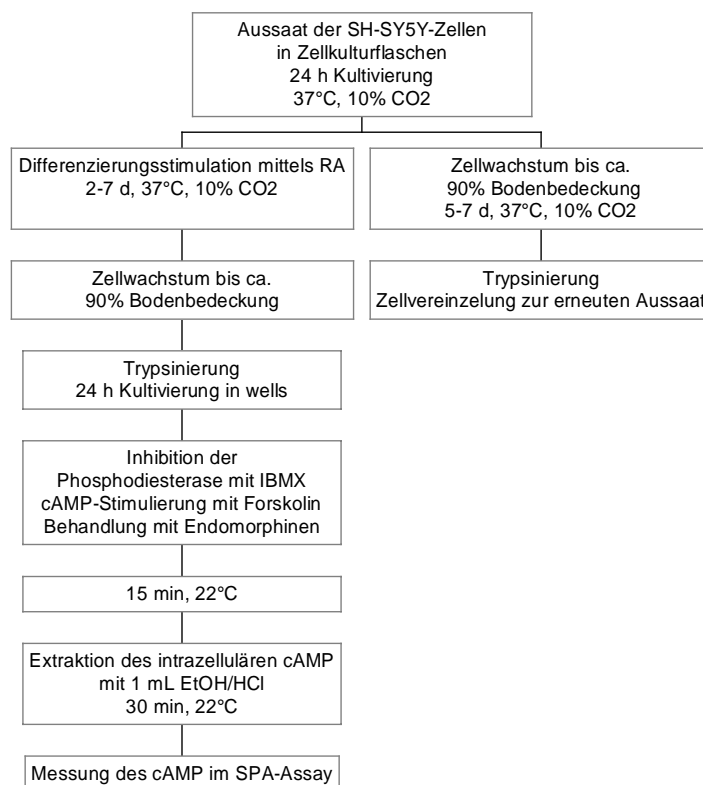 Aussaat der SH-SY5Y-Zellen
in Zellkulturflaschen
24 h Kultivierung
37°C, 10% CO2
Differenzierungsstimulation mittels RA
2-7 d, 37°C, 10% CO2
Zellwachstum bis ca.
90% Bodenbedeckung
5-7 d, 37°C, 10% CO2
Zellwachstum bis ca.
90% Bodenbedeckung
Trypsinierung
Zellvereinzelung zur erneuten Aussaat
Trypsinierung
24 h Kultivierung in wells
Inhibition der
Phosphodiesterase mit IBMX
cAMP-Stimulierung mit Forskolin
Behandlung mit Endomorphinen
15 min, 22°C
Extraktion des intrazellulären cAMP
mit 1 mL EtOH/HCl
30 min, 22°C
Messung des cAMP im SPA-Assay